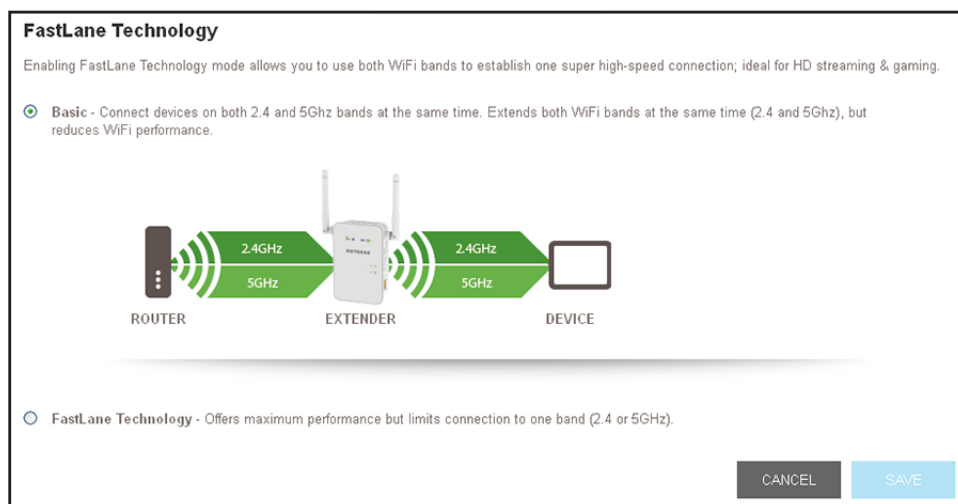 FastLane Technology
Enabling FastLane Technology mode allows you to use both WiFi bands to establish one super high-speed connection; ideal for HD streaming & gaming.
Basic - Connect devices on both 2.4 and 5Ghz bands at the same time. Extends both WiFi bands at the same time (2.4 and 5Ghz), but
reduces WiFi performance.
2.4GHz
5GHz
NETGEAR
2.4GHz
5GHz
ROUTER
EXTENDER
DEVICE
FastLane Technology - Offers maximum performance but limits connection to one band (2.4 or 5GHz).
CANCEL
SAVE